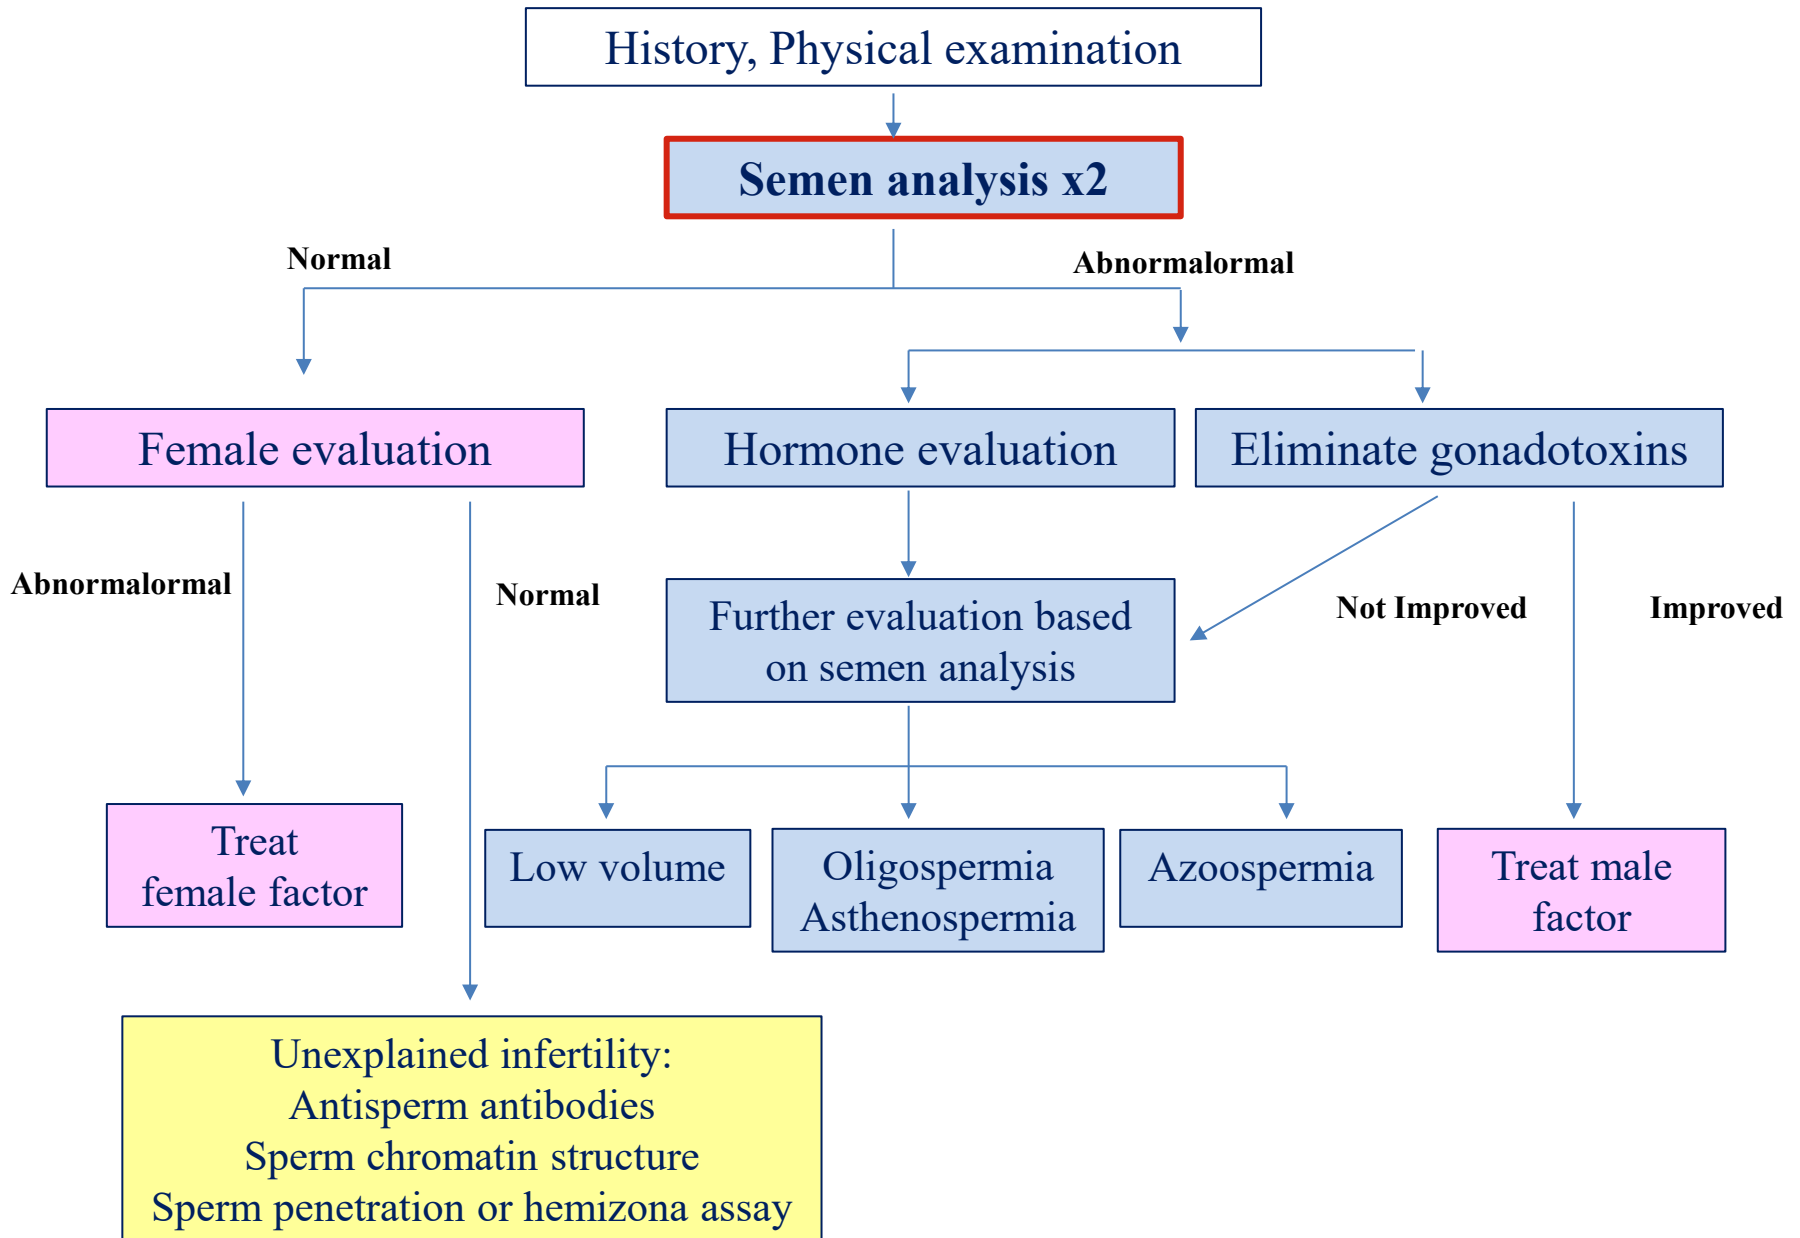 History, Physical examination
Semen analysis x2
Normal
Abnormalormal
Female evaluation
Hormone evaluation
Eliminate gonadotoxins
Abnormalormal
Normal
Further evaluation based
on semen analysis
Not Improved
Improved
Treat
female factor
Low volume
Oligospermia
Asthenospermia
Azoospermia
Treat male
factor
Unexplained infertility:
Antisperm antibodies
Sperm chromatin structure
Sperm penetration or hemizona assay